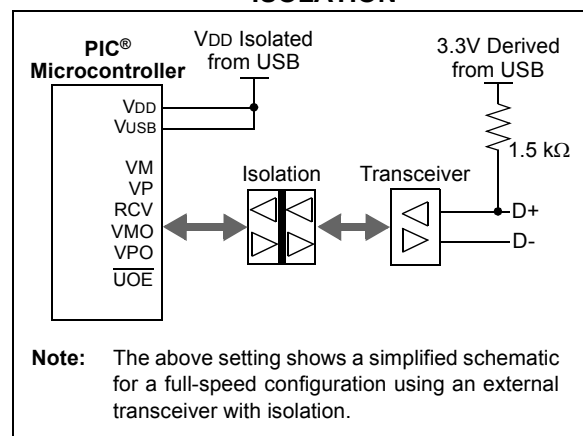 ISOLATION
PIC®
Microcontroller
VDD Isolated
from USB
3.3V Derived
from USB
VDD
VUSB
1.5 kΩ
VM
VP
RCV
VMO
VPO
UOE
Isolation
Transceiver
D+
D-
Note: The above setting shows a simplified schematic
for a full-speed configuration using an external
transceiver with isolation.